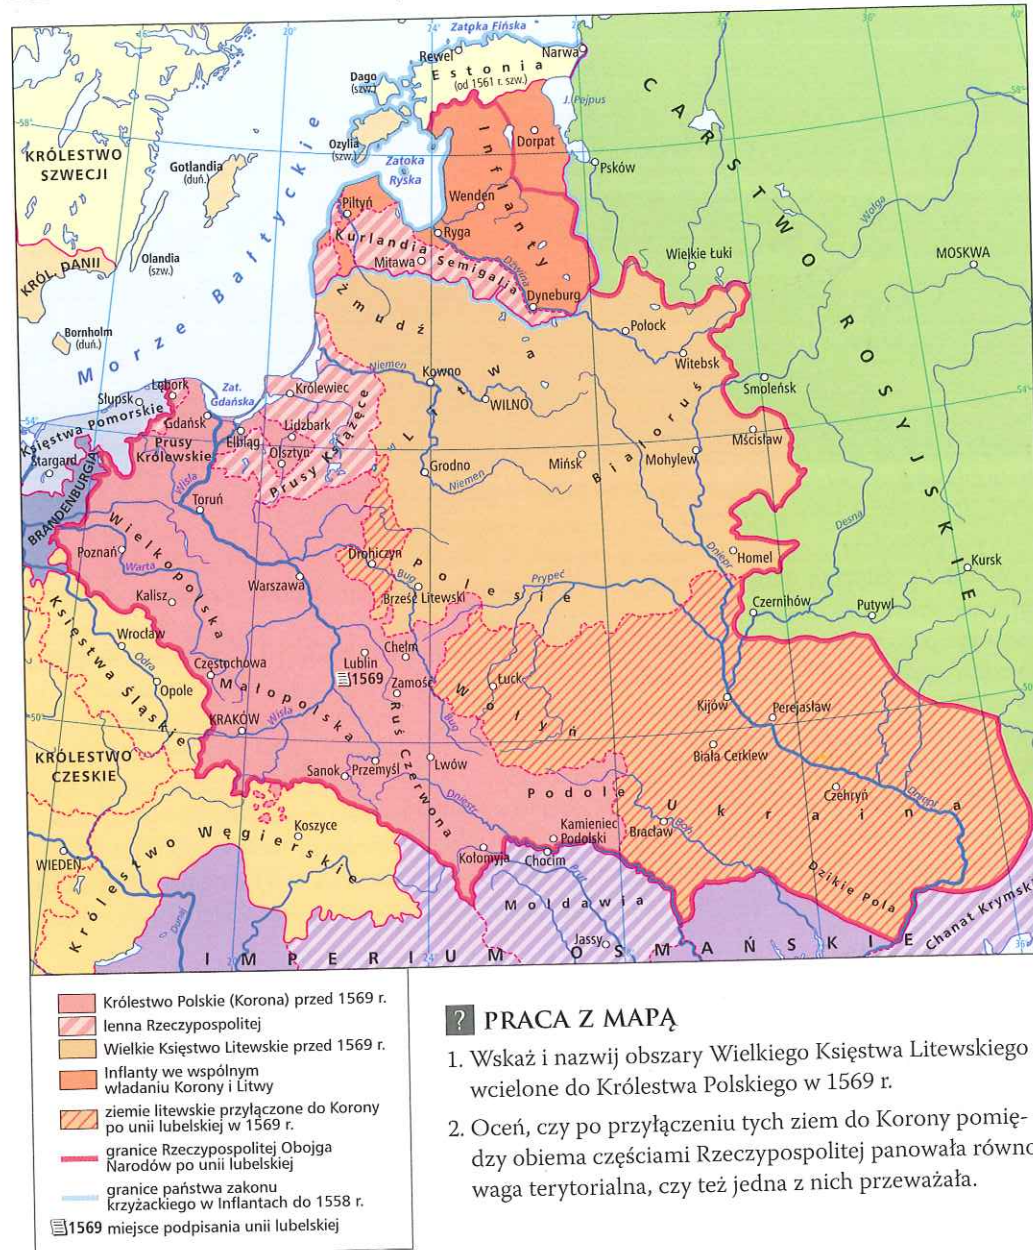 Zatoka Fińska
Rewel
Narwa
Estonia
(od 1561 r. szw.)
Dago
(szw.)
J. Pejpus
CARSTWO ROSYJSKIE
Ozylia
(szw.)
Dorpat
Inflanty
Zatoka
Ryska
Psków
KRÓLESTWO
SZWECJI
Gotlandia
(duń.)
Wenden
Piltyń
Ryga
Wołga
Kurlandia
Semigalia
Mitawa
Dźwina
Dyneburg
Wielkie Łuki
MOSKWA
Olandia
(szw.)
KRÓL. DANII
Morze Bałtyckie
Żmudź
Połock
Witebsk
Bornholm
(duń.)
Litwa
Niemen
Kowno
WILNO
Smoleńsk
Białoruś
Lębork
Słupsk
Zat.
Gdańska
Królewiec
Księstwa Pomorskie
Gdańsk
Elbląg
Lidzbark
Olsztyn
Prusy
Królewskie
Prusy Książęce
Mścisław
Mińsk
Mohylew
Stargard
BRANDENBURGIA
Grodno
Niemen
Wisła
Toruń
Desna
Wielkopolska
Poznań
Warta
Drohiczyn
Bug
Polesie
Prypeć
Dniepr
Homel
Kursk
Kalisz
Warszawa
Brześć Litewski
Czernihów
Putywl
Księstwa Śląskie
Wrocław
Odra
Częstochowa
Chełm
Lublin
1569
Zamość
Opole
Małopolska
Łuck
Wołyń
Kijów
Perejasław
KRAKÓW
Wisła
Ruś Czerwona
Bug
Biała Cerkiew
KRÓLESTWO
CZESKIE
Sanok
Przemyśl
Lwów
Dniestr
Podole
Ukraina
Czehryń
Dniepr
Królestwo Węgierskie
Koszyce
Kamieniec
Podolski
Bracław
Boh
WIEDEŃ
Kołomyja
Chocim
Prut
Dzikie Pola
Mołdawia
Dunaj
Jassy
Chanat Krymski
IMPERIUM OSMAŃSKIE
Królestwo Polskie (Korona) przed 1569 r.
lenna Rzeczypospolitej
Wielkie Księstwo Litewskie przed 1569 r.
Inflanty we wspólnym
władaniu Korony i Litwy
ziemie litewskie przyłączone do Korony
po unii lubelskiej w 1569 r.
granice Rzeczypospolitej Obojga
Narodów po unii lubelskiej
granice państwa zakonu
krzyżackiego w Inflantach do 1558 r.
1569 miejsce podpisania unii lubelskiej
? PRACA Z MAPĄ
1. Wskaż i nazwij obszary Wielkiego Księstwa Litewskiego
wcielone do Królestwa Polskiego w 1569 r.
2. Oceń, czy po przyłączeniu tych ziem do Korony pomię-
dzy obiema częściami Rzeczypospolitej panowała równo
waga terytorialna, czy też jedna z nich przeważała.